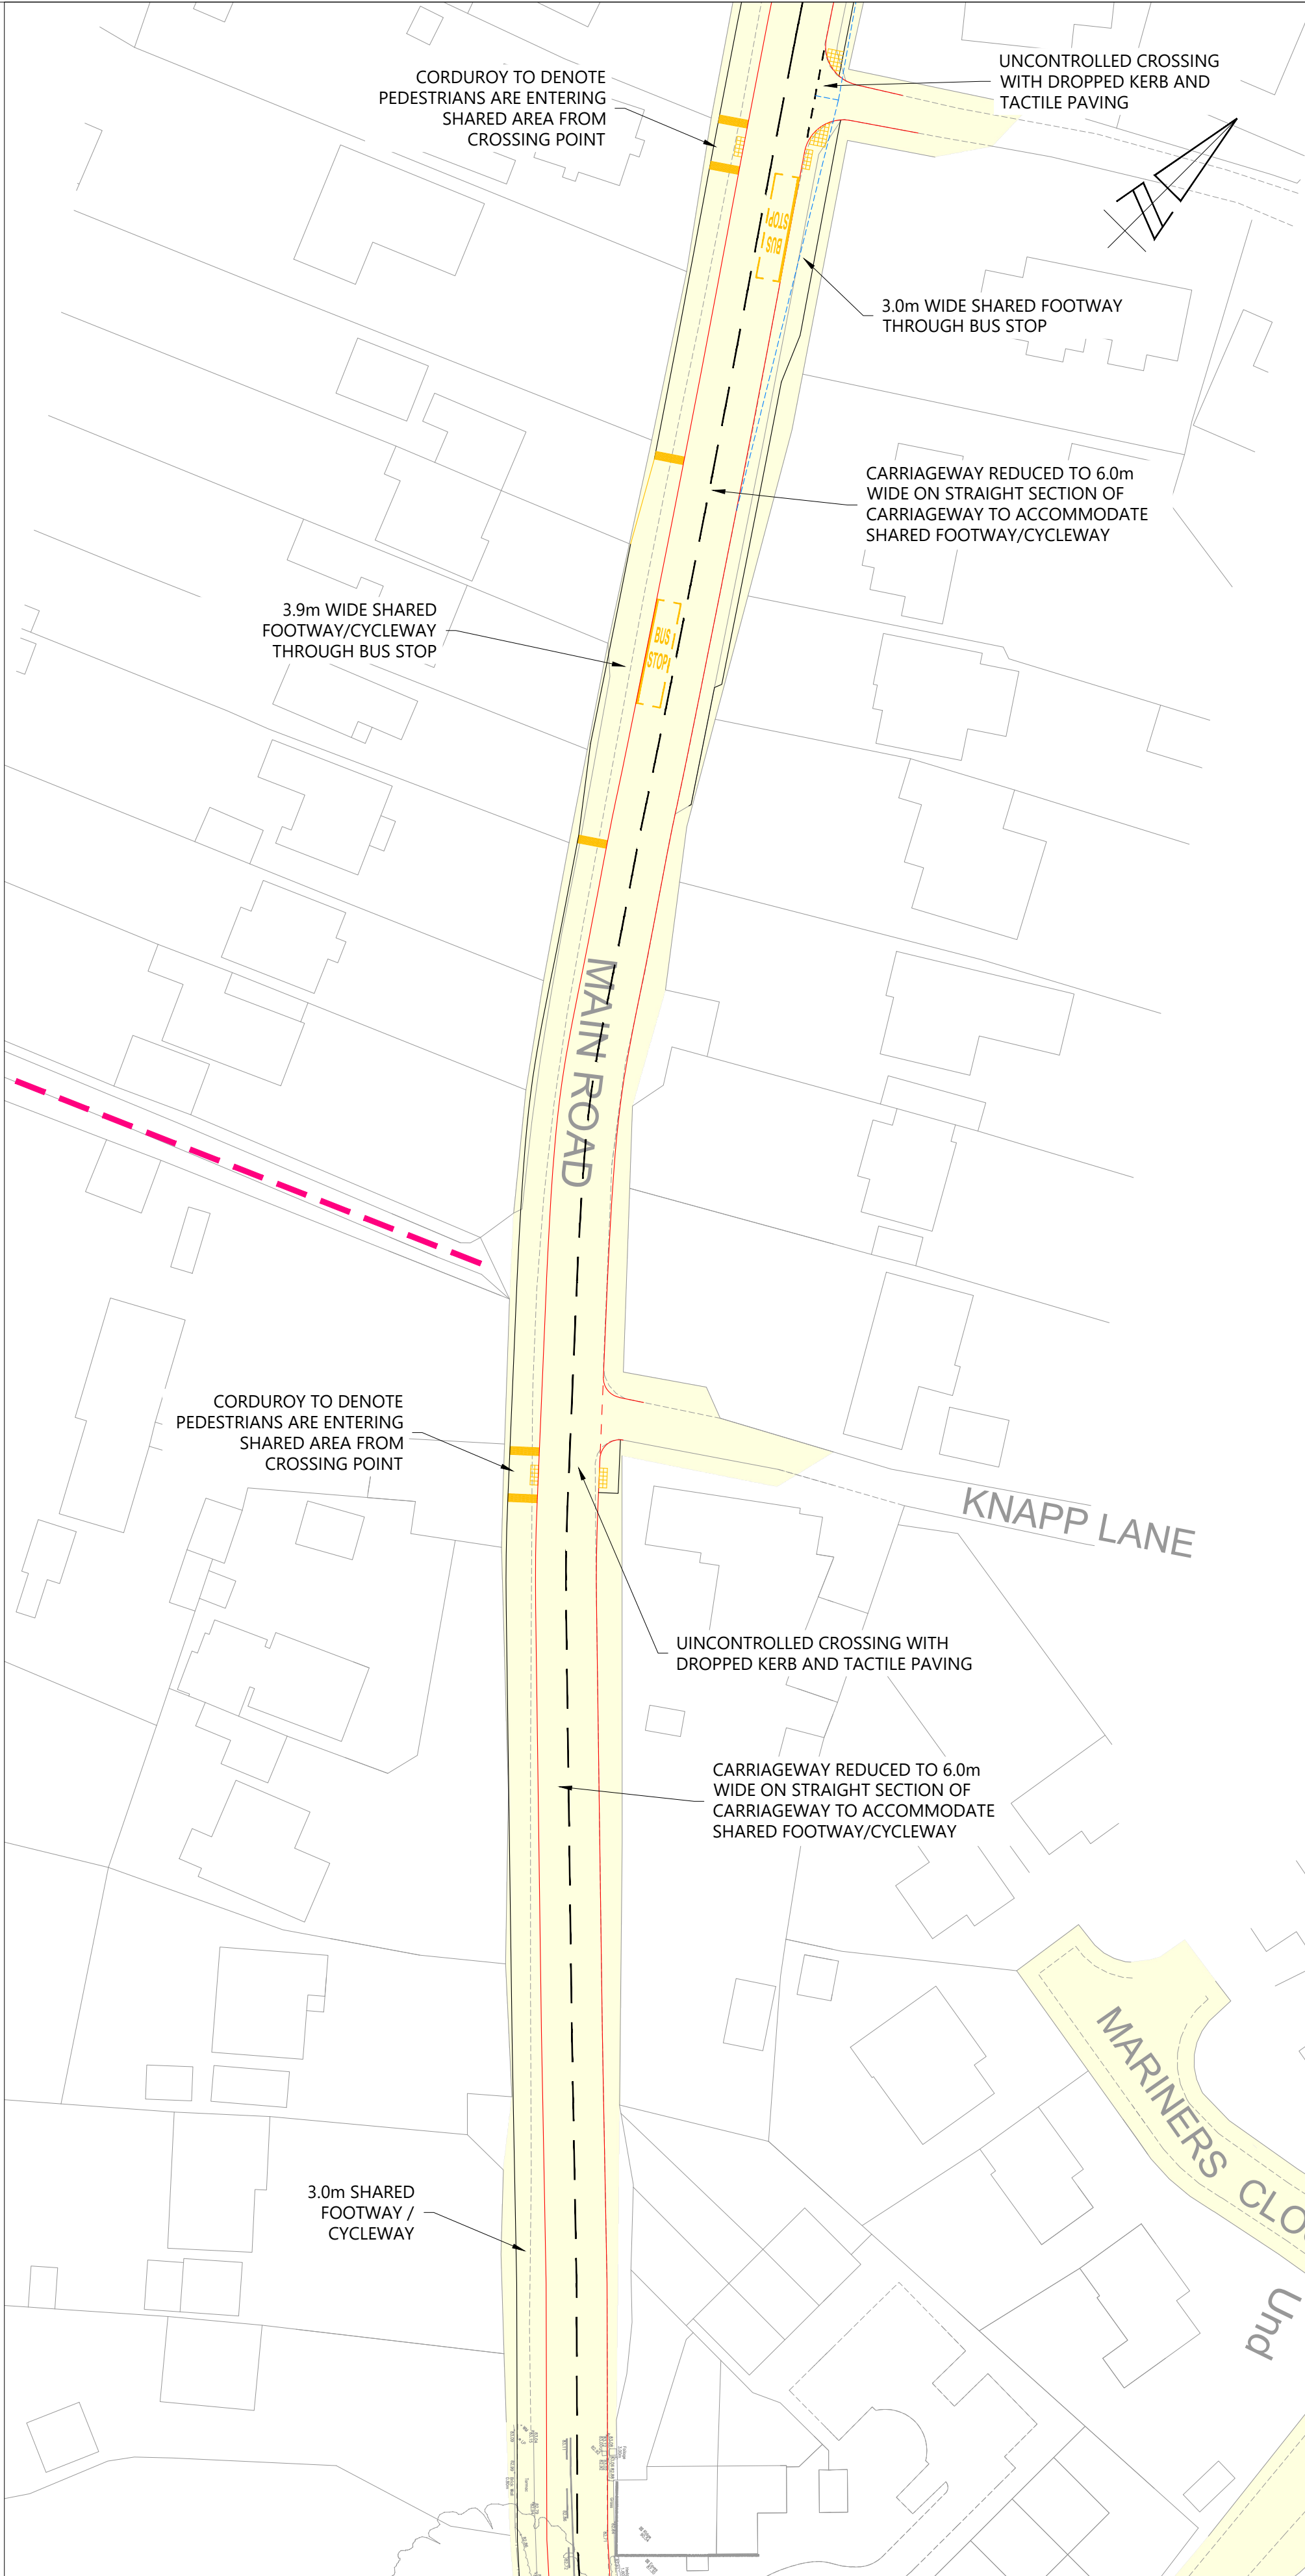 UNCONTROLLED CROSSING
WITH DROPPED KERB AND
TACTILE PAVING
CORDUROY TO DENOTE
PEDESTRIANS ARE ENTERING
SHARED AREA FROM
CROSSING POINT
N
BUS
STOP
3.0m WIDE SHARED FOOTWAY
THROUGH BUS STOP
CARRIAGEWAY REDUCED TO 6.0m
WIDE ON STRAIGHT SECTION OF
CARRIAGEWAY TO ACCOMMODATE
SHARED FOOTWAY/CYCLEWAY
3.9m WIDE SHARED
FOOTWAY/CYCLEWAY
THROUGH BUS STOP
BUS
STOP
MAIN ROAD
CORDUROY TO DENOTE
PEDESTRIANS ARE ENTERING
SHARED AREA FROM
CROSSING POINT
KNAPP LANE
UINCONTROLLED CROSSING WITH
DROPPED KERB AND TACTILE PAVING
CARRIAGEWAY REDUCED TO 6.0m
WIDE ON STRAIGHT SECTION OF
CARRIAGEWAY TO ACCOMMODATE
SHARED FOOTWAY/CYCLEWAY
MARINERS CLO
3.0m SHARED
FOOTWAY /
CYCLEWAY
Und